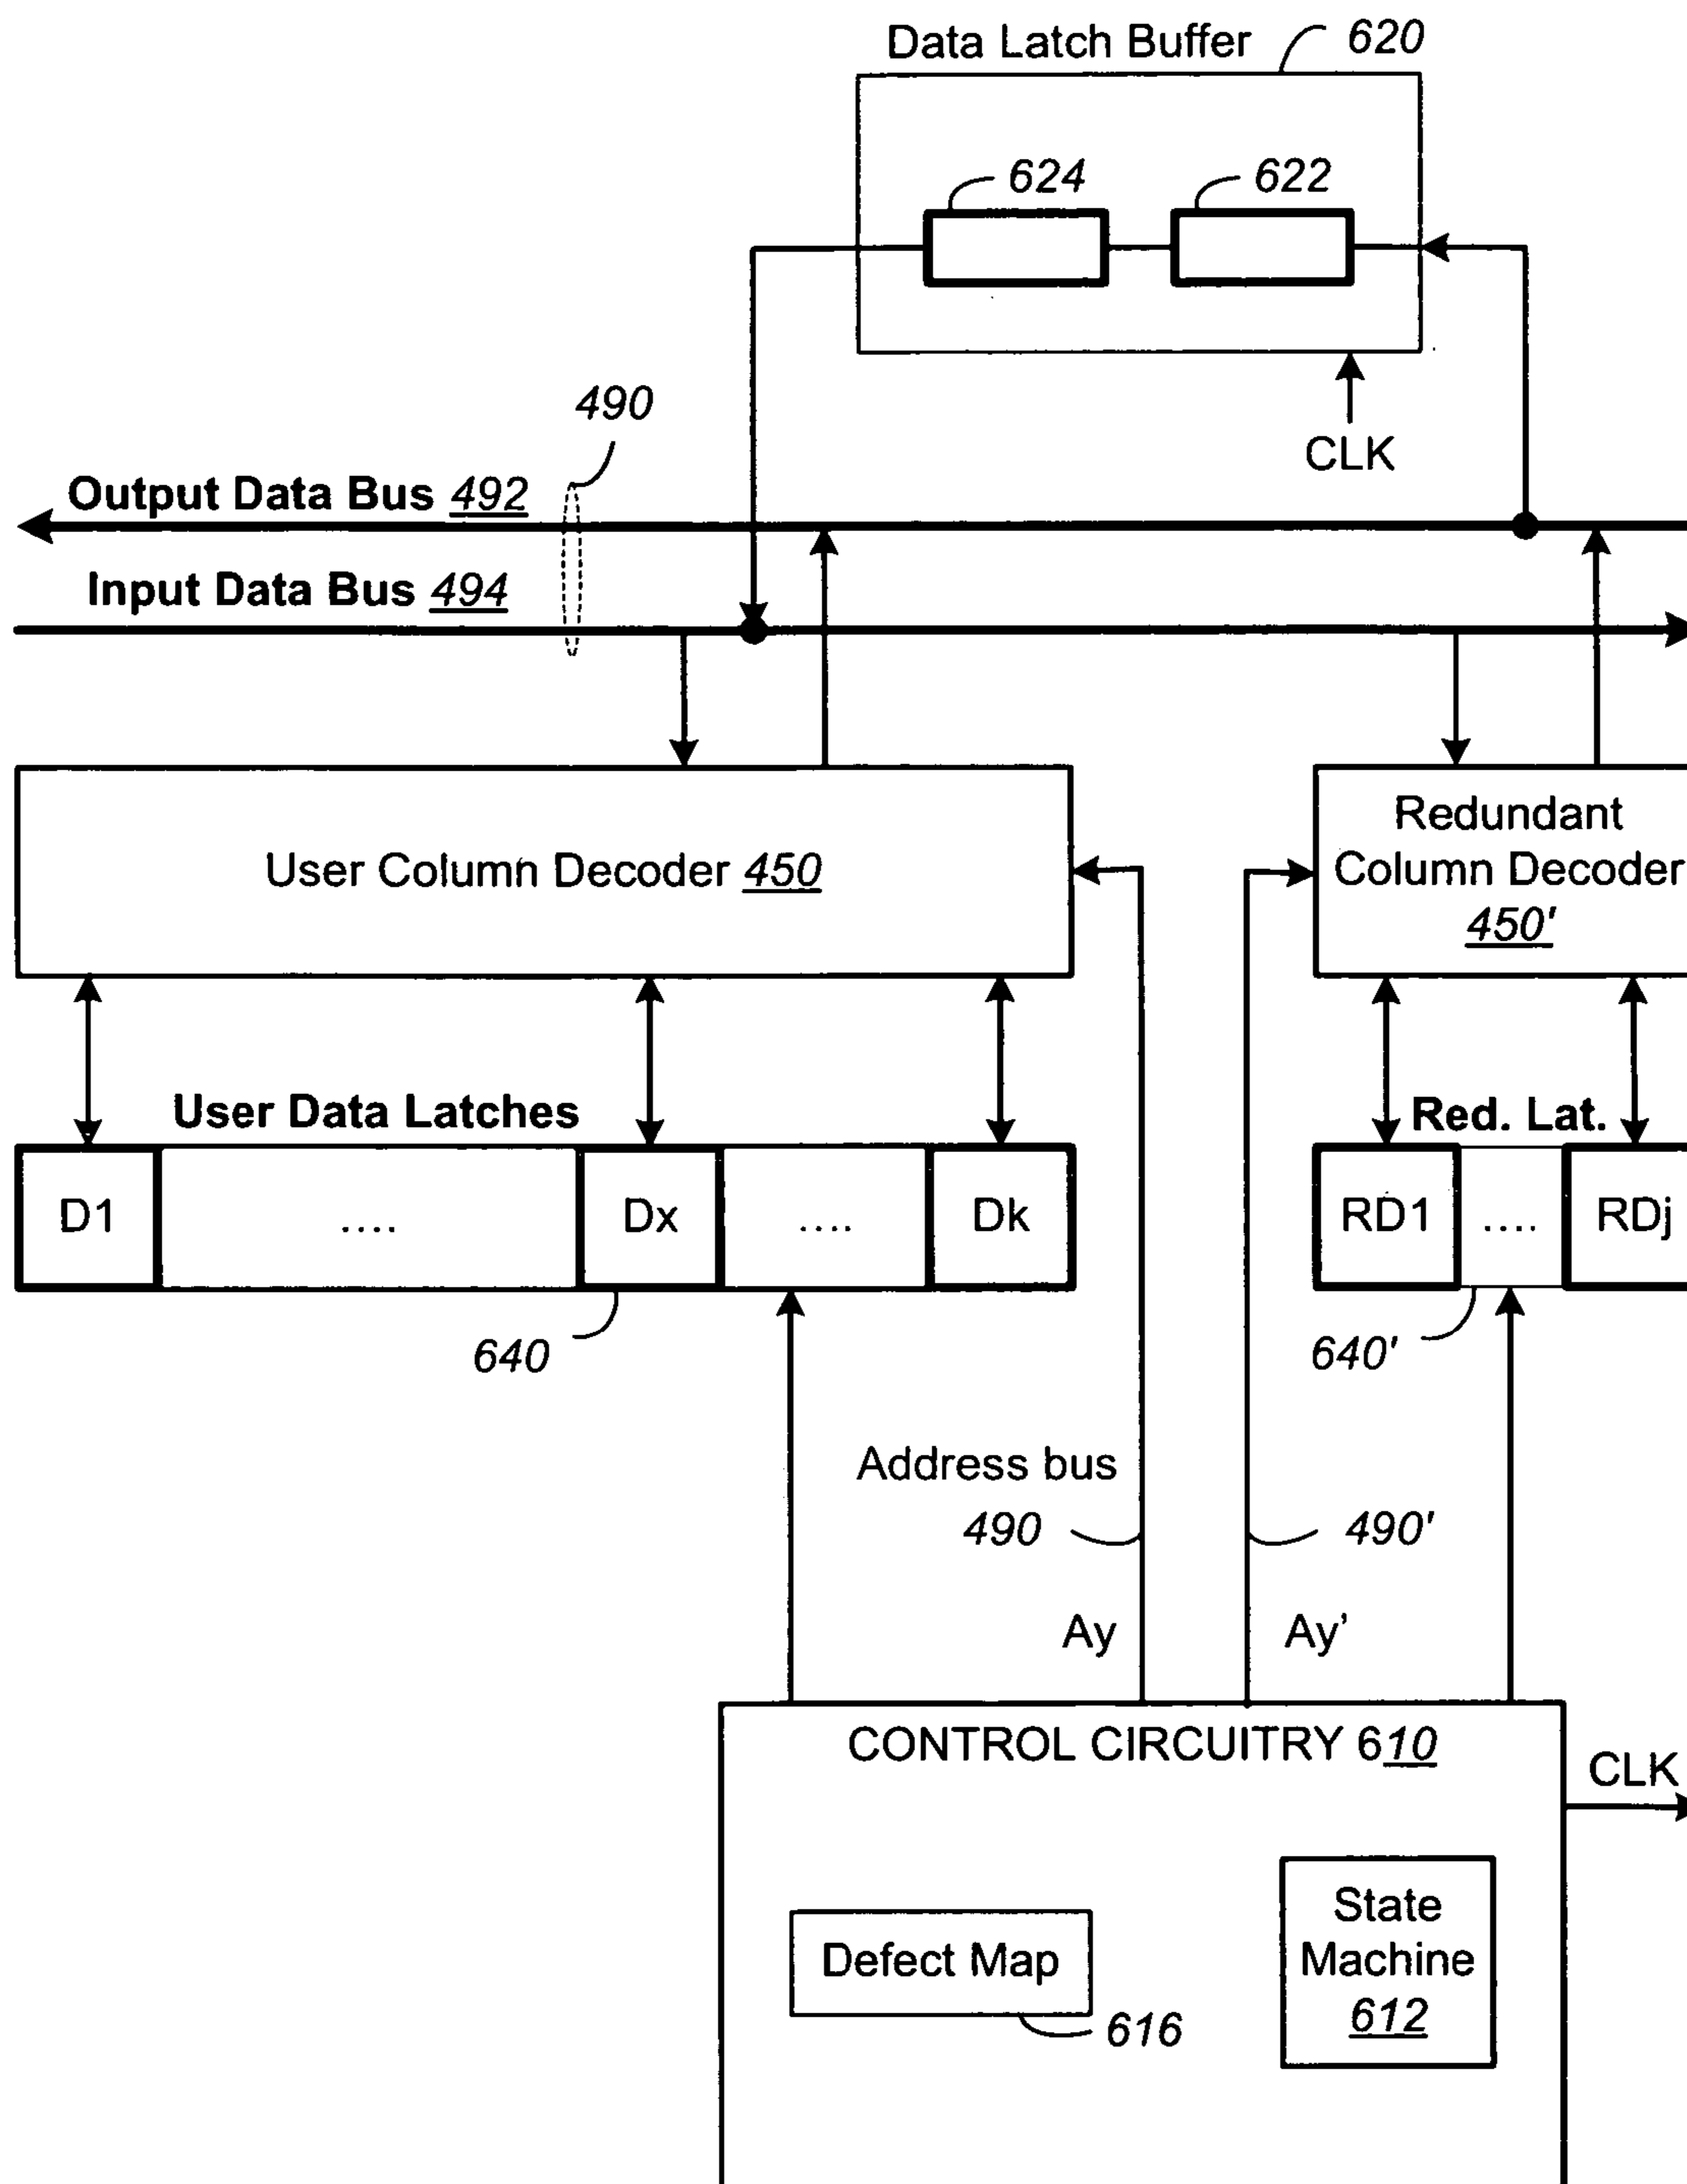 Data Latch Buffer 620
624 622
CLK
490
Output Data Bus 492
Input Data Bus 494
User Column Decoder 450
Redundant
Column Decoder
450'
User Data Latches
Red. Lat.
D1 .... Dx .... Dk
RD1 .... RDj
640
640'
Address bus
490
490'
Ay
Ay'
CONTROL CIRCUITRY 610
CLK
Defect Map
616
State
Machine
612